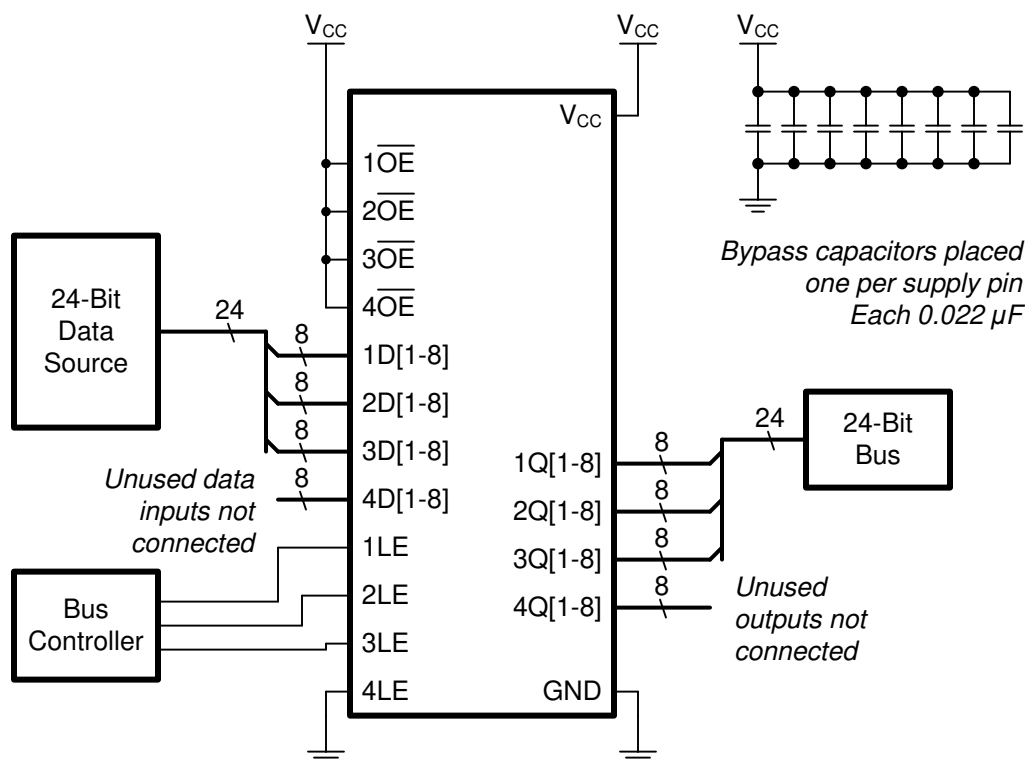 VCC
VCC
VCC
VCC
1OE
2OE
3OE
4OE
24-Bit
Data
Source
24
8
1D[1-8]
8
2D[1-8]
8
3D[1-8]
8
4D[1-8]
Unused data
inputs not
connected
1LE
2LE
3LE
4LE
Bus
Controller
Bypass capacitors placed
one per supply pin
Each 0.022 µF
24-Bit
Bus
24
8
1Q[1-8]
8
2Q[1-8]
8
3Q[1-8]
8
4Q[1-8]
Unused
outputs not
connected
GND